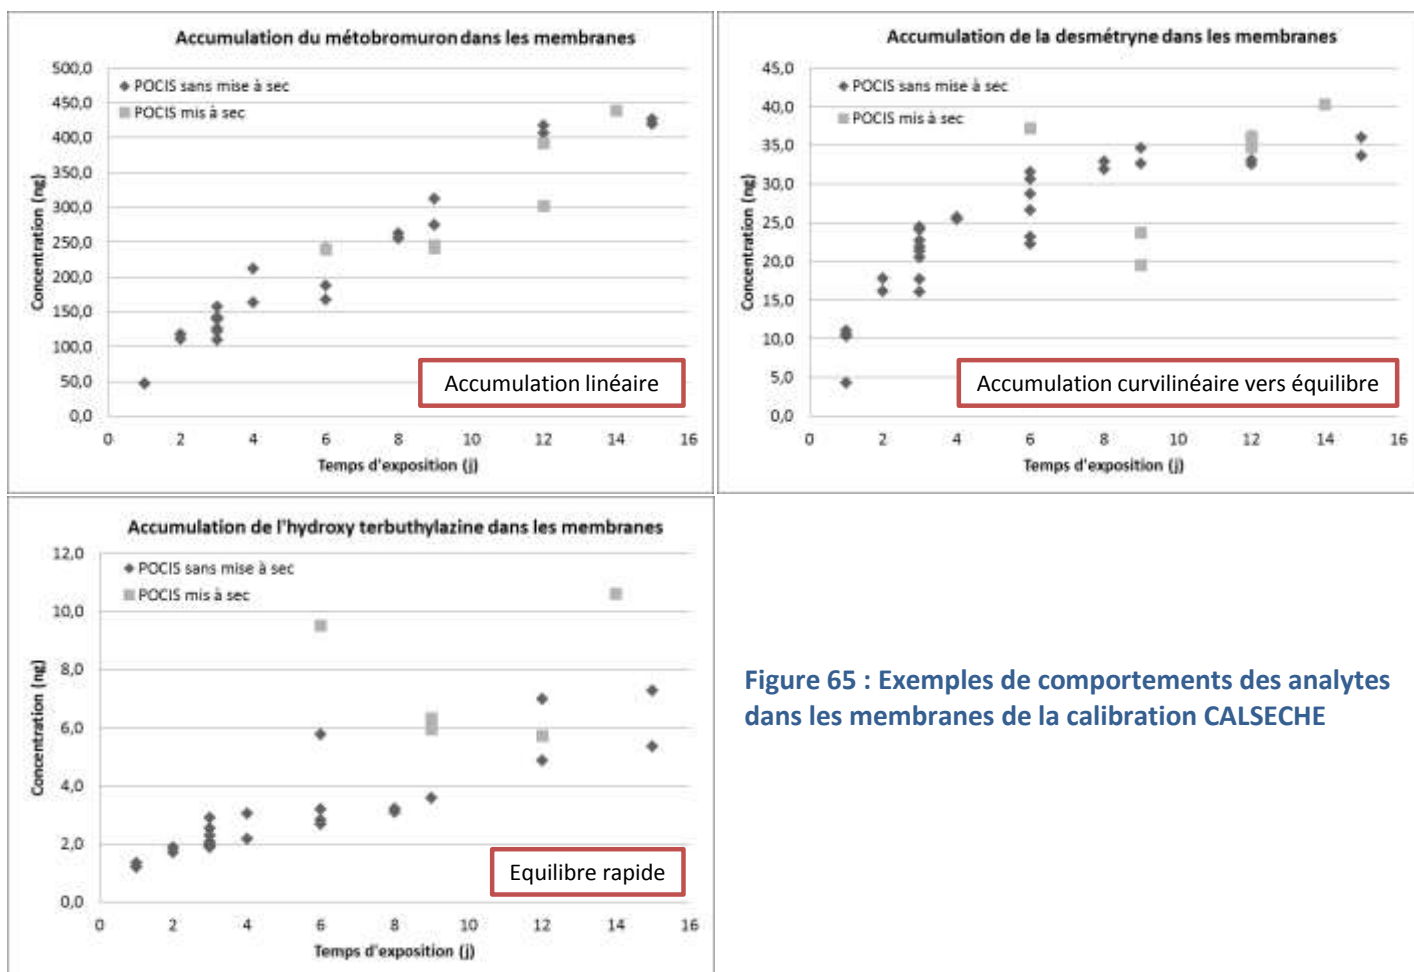 Accumulation du métobromuron dans les membranes
500,0
450,0
400,0
350,0
300,0
250,0
200,0
150,0
100,0
50,0
0,0
Concentration (ng)
POCIS sans mise à sec
POCIS mis à sec
Accumulation linéaire
0 2 4 6 8 10 12 14 16
Temps d'exposition (j)
Accumulation de la desmétryne dans les membranes
45,0
40,0
35,0
30,0
25,0
20,0
15,0
10,0
5,0
0,0
Concentration (ng)
POCIS sans mise à sec
POCIS mis à sec
Accumulation curvilinéaire vers équilibre
0 2 4 6 8 10 12 14 16
Temps d'exposition (j)
Accumulation de l'hydroxy terbuthylazine dans les membranes
12,0
10,0
8,0
6,0
4,0
2,0
0,0
Concentration (ng)
POCIS sans mise à sec
POCIS mis à sec
Equilibre rapide
0 2 4 6 8 10 12 14 16
Temps d'exposition (j)
Figure 65 : Exemples de comportements des analytes
dans les membranes de la calibration CALSECHE